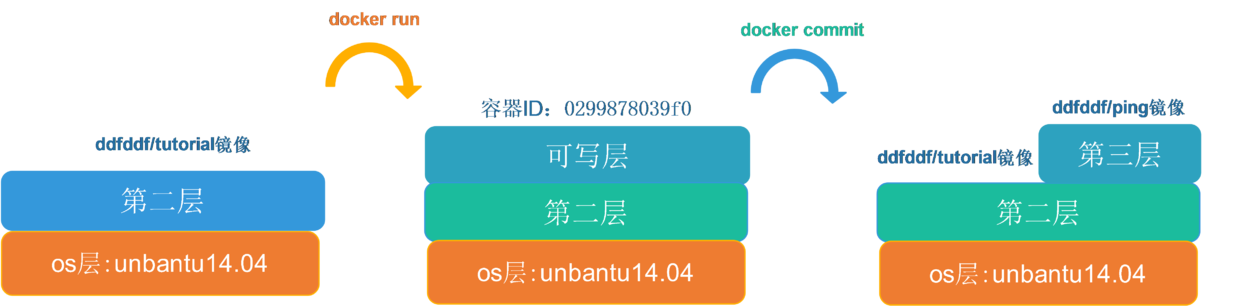 docker run
docker commit
ddfddf/tutorial镜像
第二层
os层:unbantu14.04
容器ID：0299878039f0
可写层
第二层
os层:unbantu14.04
ddfddf/ping镜像
ddfddf/tutorial镜像
第三层
第二层
os层:unbantu14.04